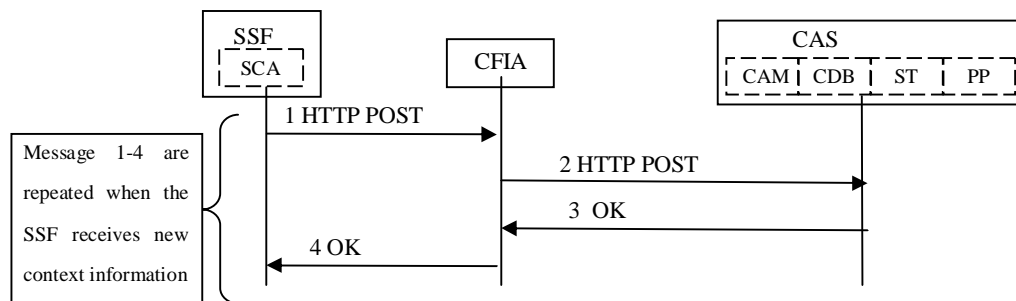 SSF
SCA
CFIA
CAS
CAM CDB ST PP
1 HTTP POST
Message 1-4 are
repeated when the
SSF receives new
context information
2 HTTP POST
3 OK
4 OK